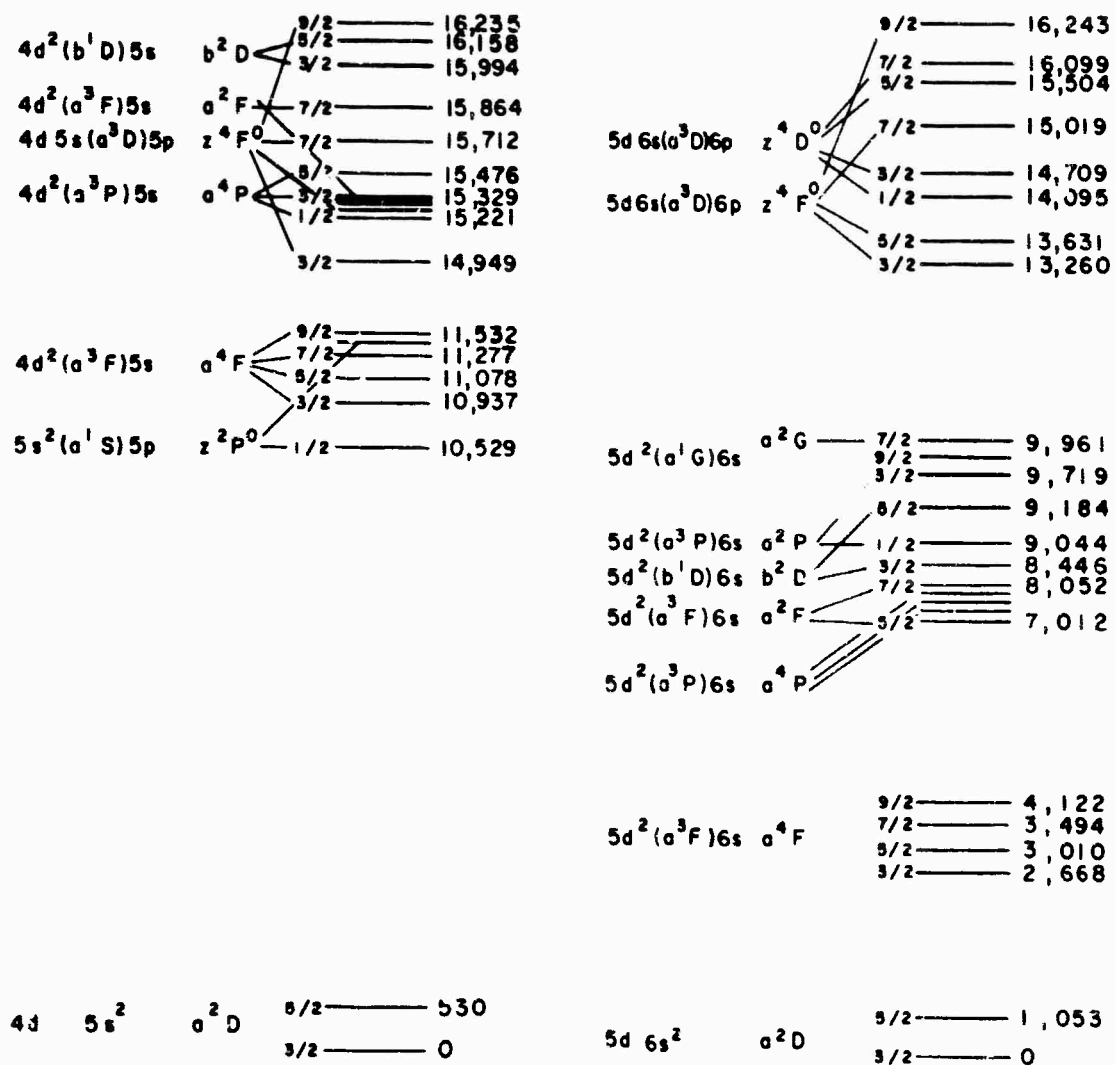 9/2 16,235
4d²(b¹D)5s b²D 5/2 16,158
3/2 15,994
4d²(a³F)5s a²F 7/2 15,864
4d 5s(a³D)5p z⁴F⁰ 7/2 15,712
5/2 15,476
4d²(a³P)5s a⁴P 3/2 15,329
1/2 15,221
3/2 14,949
9/2 11,532
4d²(a³F)5s a⁴F 7/2 11,277
5/2 11,078
3/2 10,937
5s²(a¹S)5p z²P⁰ 1/2 10,529
4d 5s² a²D 5/2 530
3/2 0
9/2 16,243
7/2 16,099
5/2 15,504
5d 6s(a³D)6p z⁴D⁰ 7/2 15,019
3/2 14,709
5d 6s(a³D)6p z⁴F⁰ 1/2 14,095
5/2 13,631
3/2 13,260
5d²(a¹G)6s a²G 7/2 9,961
9/2
3/2 9,719
5/2 9,184
5d²(a³P)6s a²P 1/2 9,044
5d²(b¹D)6s b²D 3/2 8,446
7/2 8,052
5d²(a³F)6s a²F 5/2 7,012
5d²(a³P)6s a⁴P
9/2 4,122
5d²(a³F)6s a⁴F 7/2 3,494
5/2 3,010
3/2 2,668
5d 6s² a²D 5/2 1,053
3/2 0